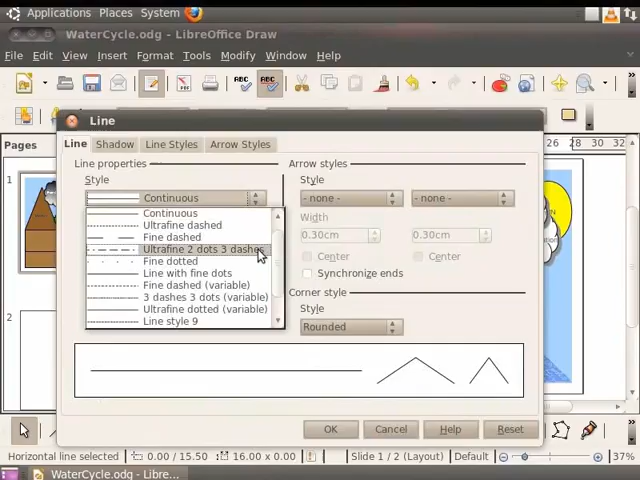 Applications Places System
WaterCycle.odg - LibreOffice Draw
File Edit View Insert Format Tools Modify Window Help
Line
Line Shadow Line Styles Arrow Styles
Line properties
Style
Continuous
Continuous
Ultrafine dashed
Fine dashed
Ultrafine 2 dots 3 dashes
Fine dotted
Line with fine dots
Fine dashed (variable)
3 dashes 3 dots (variable)
Ultrafine dotted (variable)
Line style 9
Arrow styles
Style
- none - - none -
Width
0.30cm 0.30cm
Center Center
Synchronize ends
Corner style
Style
Rounded
OK Cancel Help Reset
Pages
1
2
28 30 32
Horizontal line selected 0.00 / 15.50 16.00 x 0.00 Slide 1 / 2 (Layout) Default 37%
WaterCycle.odg - Libre...